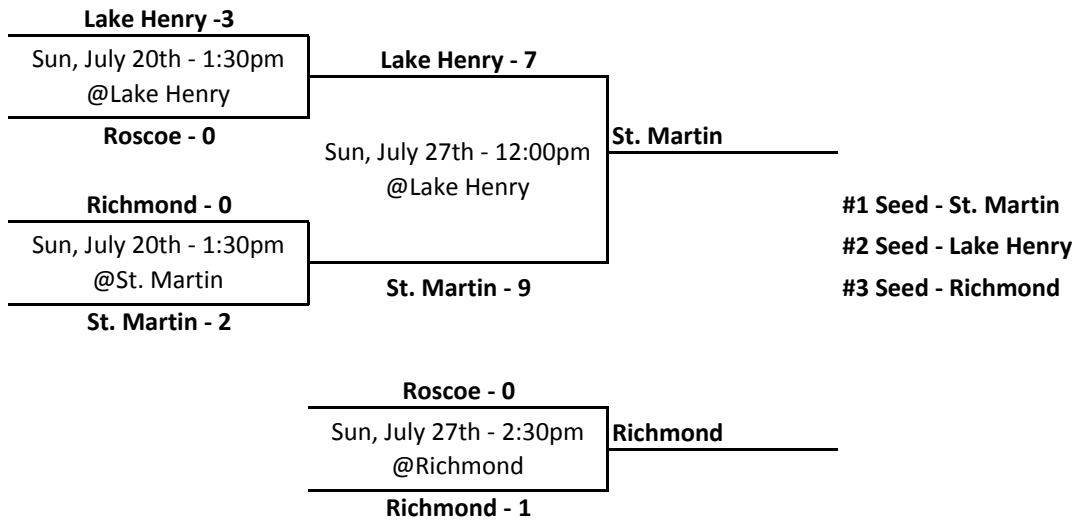 Lake Henry -3
Sun, July 20th - 1:30pm
@Lake Henry
Roscoe - 0
Richmond - 0
Sun, July 20th - 1:30pm
@St. Martin
St. Martin - 2
Lake Henry - 7
Sun, July 27th - 12:00pm
@Lake Henry
St. Martin - 9
St. Martin
#1 Seed - St. Martin
#2 Seed - Lake Henry
#3 Seed - Richmond
Roscoe - 0
Sun, July 27th - 2:30pm
@Richmond
Richmond - 1
Richmond